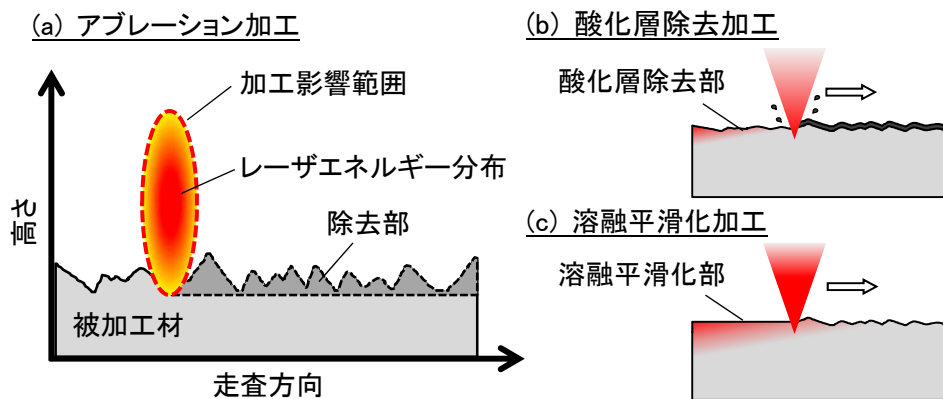 (a) アブレーション加工
加工影響範囲
レーザエネルギー分布
除去部
高さ
被加工材
走査方向
(b) 酸化層除去加工
酸化層除去部
(c) 溶融平滑化加工
溶融平滑化部